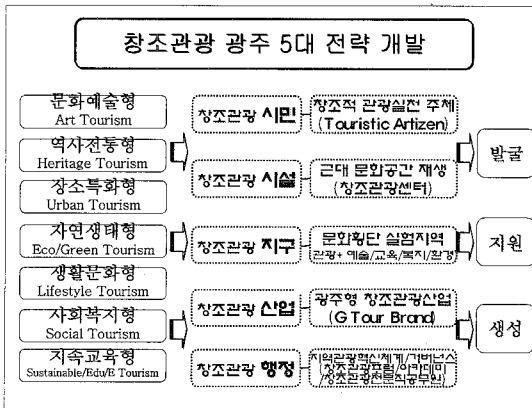 창조관광 광주 5대 전략 개발
문화예술형
Art Tourism
역사전통형
Heritage Tourism
장소특화형
Urban Tourism
자연생태형
Eco/Green Tourism
생활문화형
Lifestyle Tourism
사회복지형
Social Tourism
지속교육형
Sustainable/Edu/E Tourism
창조관광 시민
창조적 관광실천 주체
(Touristic Artizen)
창조관광 시설
근대 문화공간 재생
(창조관광센터)
창조관광 지구
문화횡단 실험지역
관광+ 예술/교육/복지/환경
창조관광 산업
광주형 창조관광산업
(G Tour Brand)
창조관광 행정
지역관광혁신체계/거버넌스
(창조관광포럼/아카데미
/창조관광전문직공무원)
발굴
지원
생성